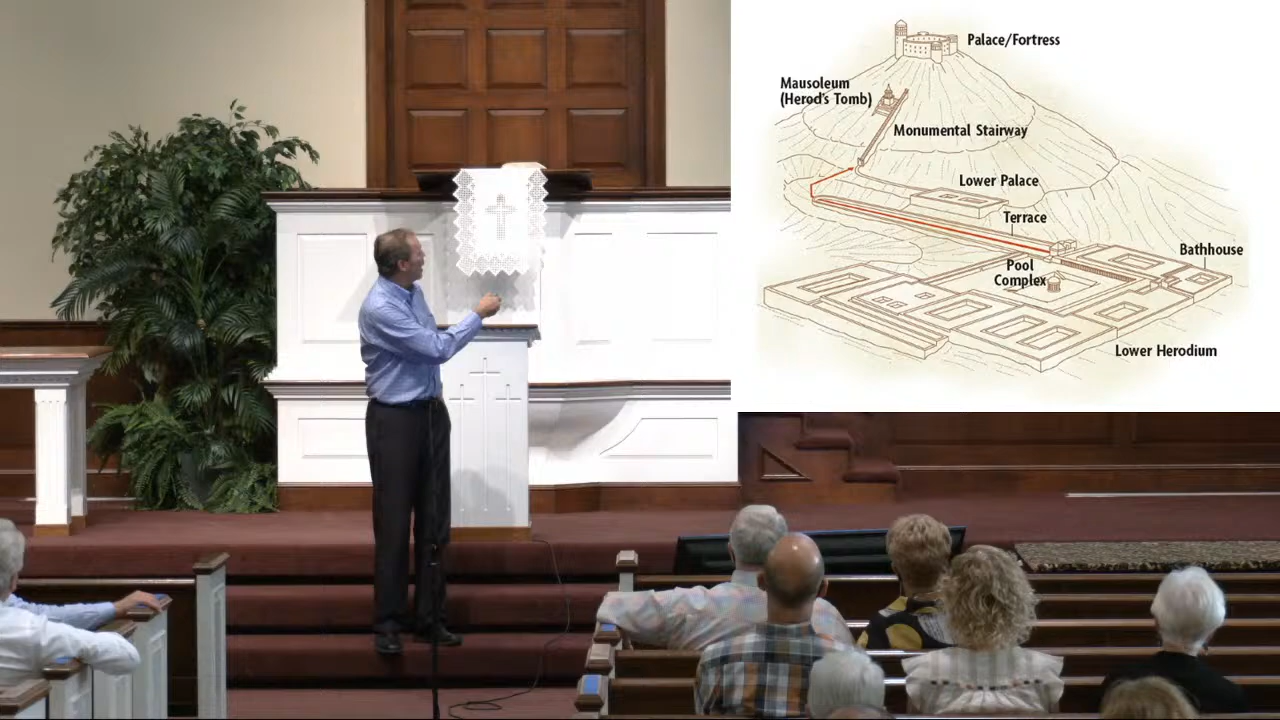 Palace/Fortress
Mausoleum
(Herod's Tomb)
Monumental Stairway
Lower Palace
Terrace
Bathhouse
Pool
Complex
Lower Herodium